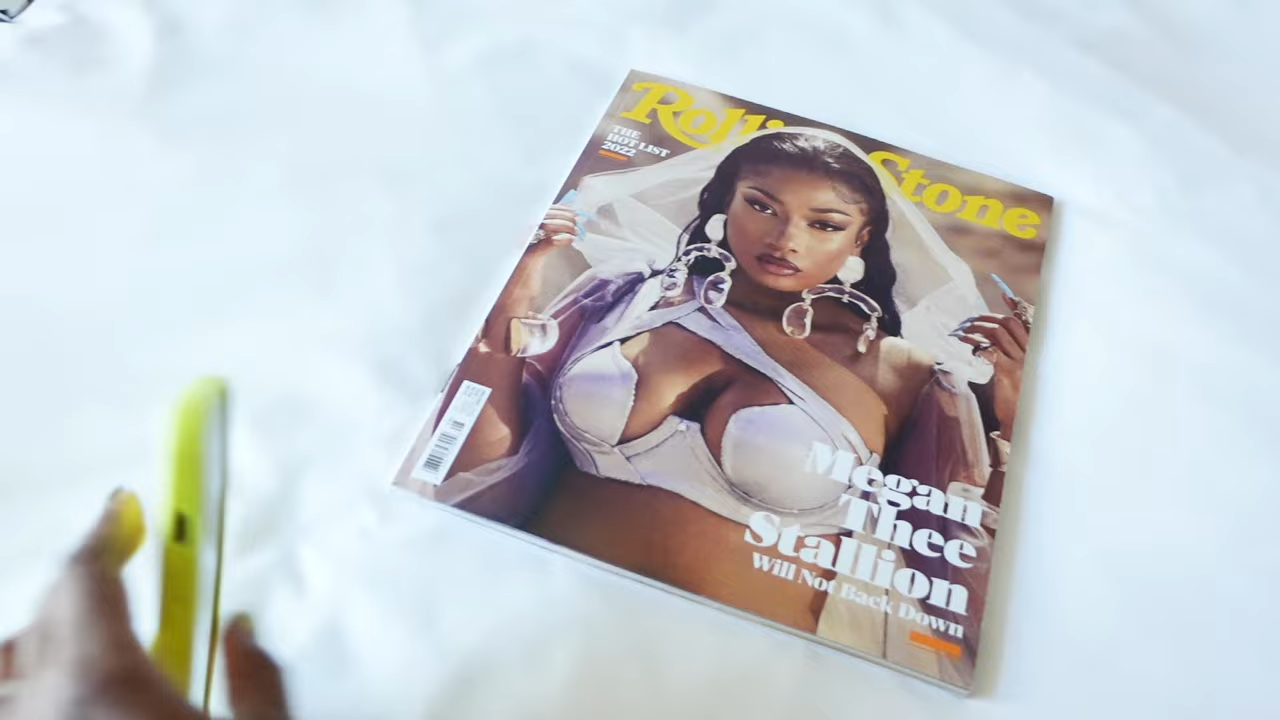 Rolling Stone
THE
HOT LIST
2022
Megan
Thee
Stallion
Will Not Back Down